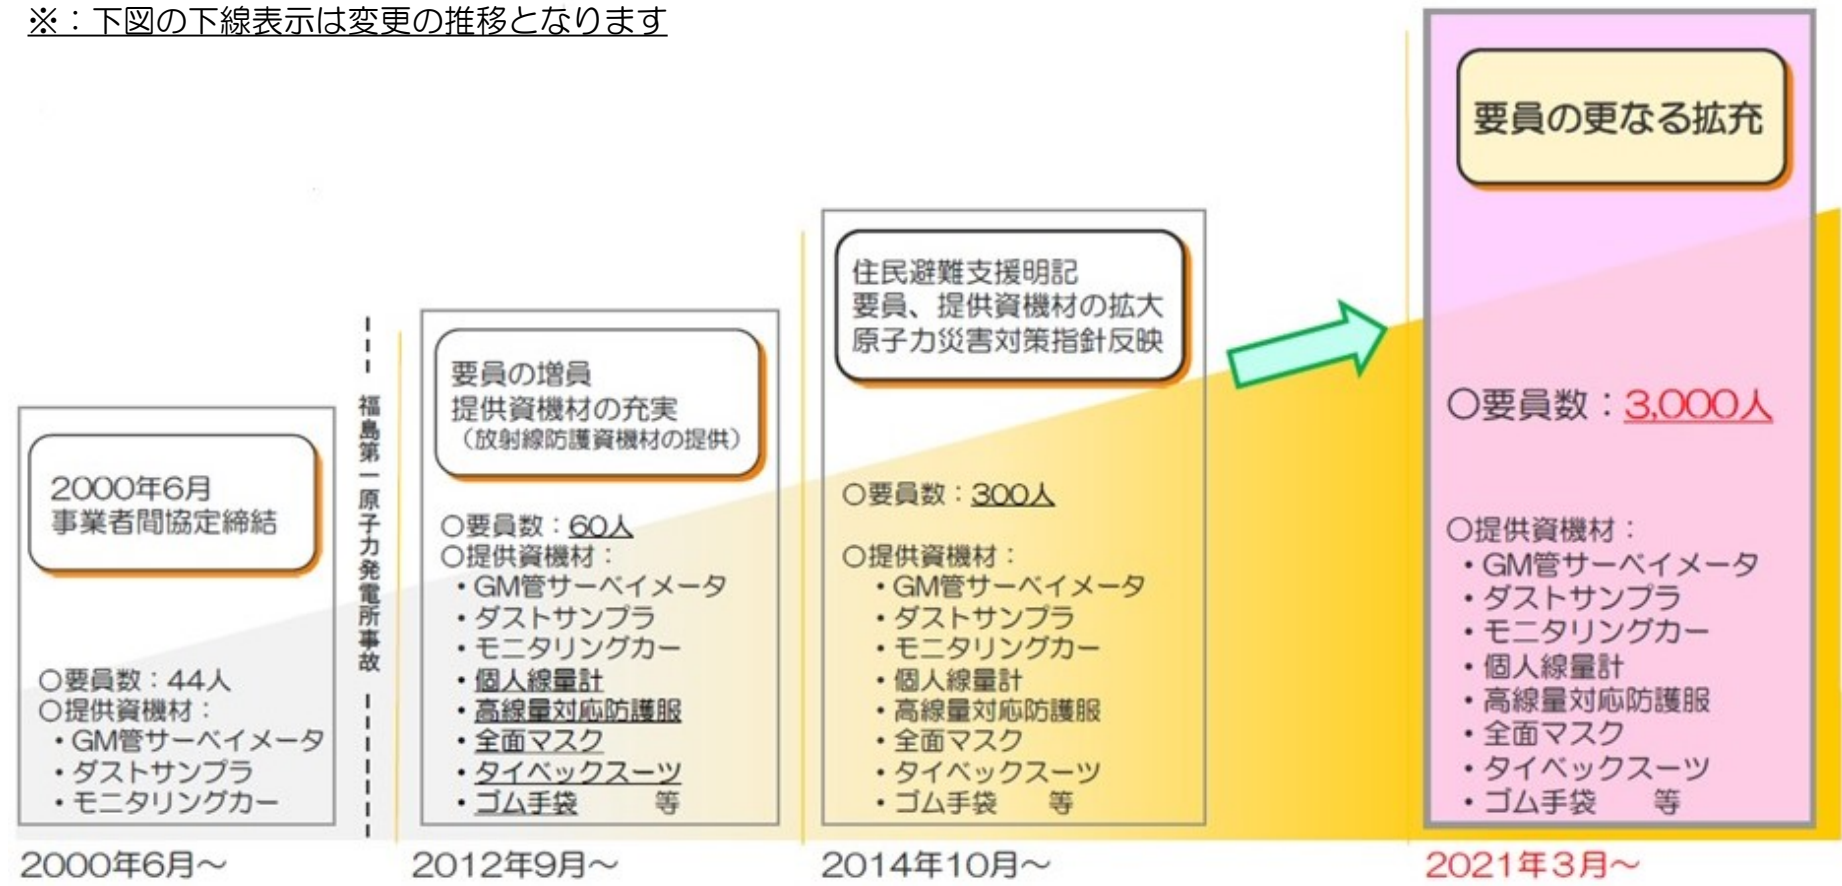 ※：下図の下線表示は変更の推移となります
2000年6月
事業者間協定締結
○要員数：44人
○提供資機材：
・GM管サーベイメータ
・ダストサンプラ
・モニタリングカー
2000年6月～
福島第一原子力発電所事故
要員の増員
提供資機材の充実
（放射線防護資機材の提供）
○要員数：60人
○提供資機材：
・GM管サーベイメータ
・ダストサンプラ
・モニタリングカー
・個人線量計
・高線量対応防護服
・全面マスク
・タイベックスーツ
・ゴム手袋　　等
2012年9月～
住民避難支援明記
要員、提供資機材の拡大
原子力災害対策指針反映
○要員数：300人
○提供資機材：
・GM管サーベイメータ
・ダストサンプラ
・モニタリングカー
・個人線量計
・高線量対応防護服
・全面マスク
・タイベックスーツ
・ゴム手袋　　等
2014年10月～
要員の更なる拡充
○要員数：3,000人
○提供資機材：
・GM管サーベイメータ
・ダストサンプラ
・モニタリングカー
・個人線量計
・高線量対応防護服
・全面マスク
・タイベックスーツ
・ゴム手袋　　等
2021年3月～